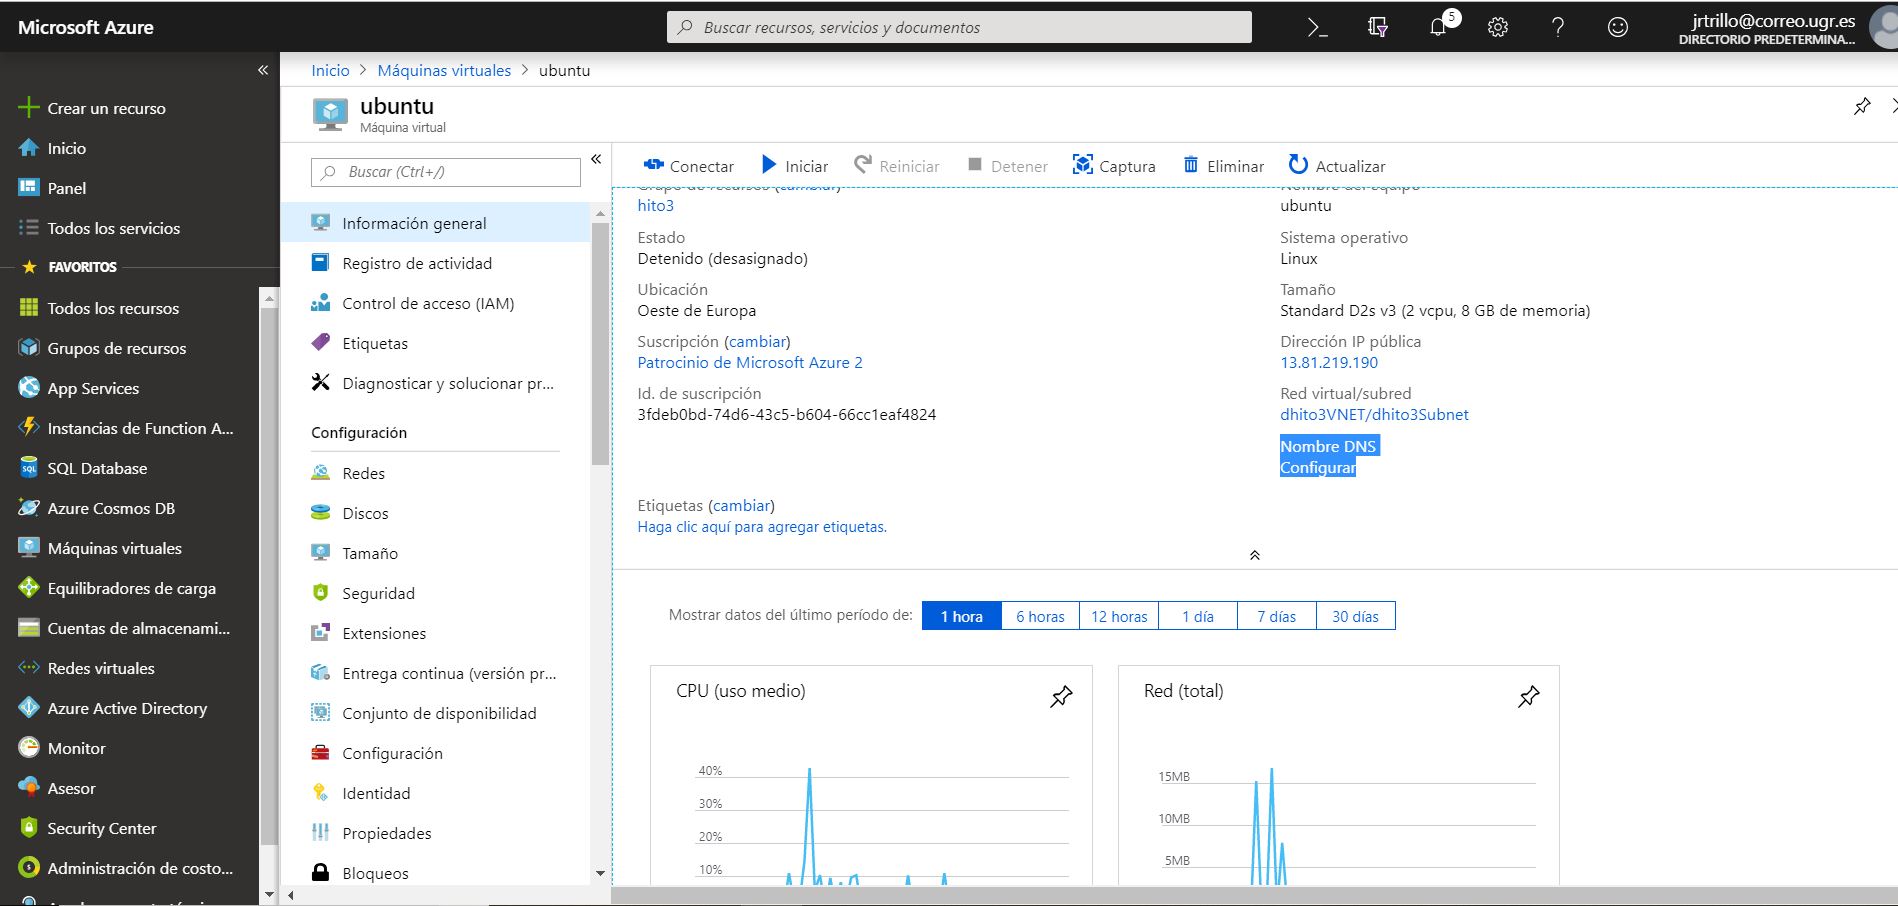 Microsoft Azure
Buscar recursos, servicios y documentos
5
jrtrillo@correo.ugr.es
DIRECTORIO PREDETERMINA...
Crear un recurso
Inicio
Panel
Todos los servicios
FAVORITOS
Todos los recursos
Grupos de recursos
App Services
Instancias de Function A...
SQL Database
Azure Cosmos DB
Máquinas virtuales
Equilibradores de carga
Cuentas de almacenami...
Redes virtuales
Azure Active Directory
Monitor
Asesor
Security Center
Administración de costo...
Inicio > Máquinas virtuales > ubuntu
ubuntu
Máquina virtual
Buscar (Ctrl+/)
Información general
Registro de actividad
Control de acceso (IAM)
Etiquetas
Diagnosticar y solucionar pr...
Configuración
Redes
Discos
Tamaño
Seguridad
Extensiones
Entrega continua (versión pr...
Conjunto de disponibilidad
Configuración
Identidad
Propiedades
Bloqueos
Conectar
Iniciar
Reiniciar
Detener
Captura
Eliminar
Actualizar
Grupo de recursos (cambiar)
hito3
Estado
Detenido (desasignado)
Ubicación
Oeste de Europa
Suscripción (cambiar)
Patrocinio de Microsoft Azure 2
Id. de suscripción
3fdeb0bd-74d6-43c5-b604-66cc1eaf4824
Nombre del equipo
ubuntu
Sistema operativo
Linux
Tamaño
Standard D2s v3 (2 vcpu, 8 GB de memoria)
Dirección IP pública
13.81.219.190
Red virtual/subred
dhito3VNET/dhito3Subnet
Nombre DNS
Configurar
Etiquetas (cambiar)
Haga clic aquí para agregar etiquetas.
Mostrar datos del último período de:
1 hora
6 horas
12 horas
1 día
7 días
30 días
CPU (uso medio)
40%
30%
20%
10%
Red (total)
15MB
10MB
5MB